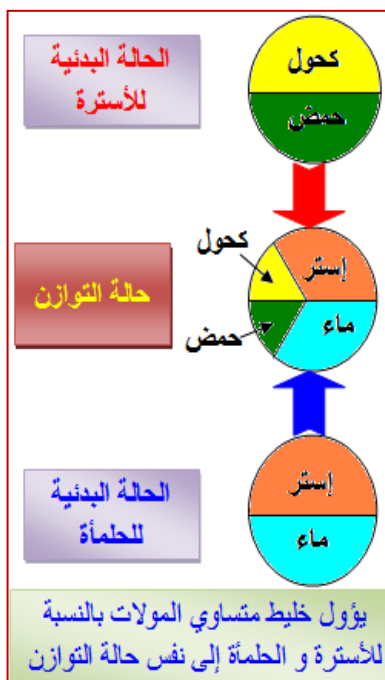 الحالة البدئية
للأسترة
كحول
حمض
حالة التوازن
كحول
إستر
حمض
ماء
الحالة البدئية
للحلمأة
إستر
ماء
يؤول خليط متساوي المولات بالنسبة
للأسترة و الحلمأة إلى نفس حالة التوازن